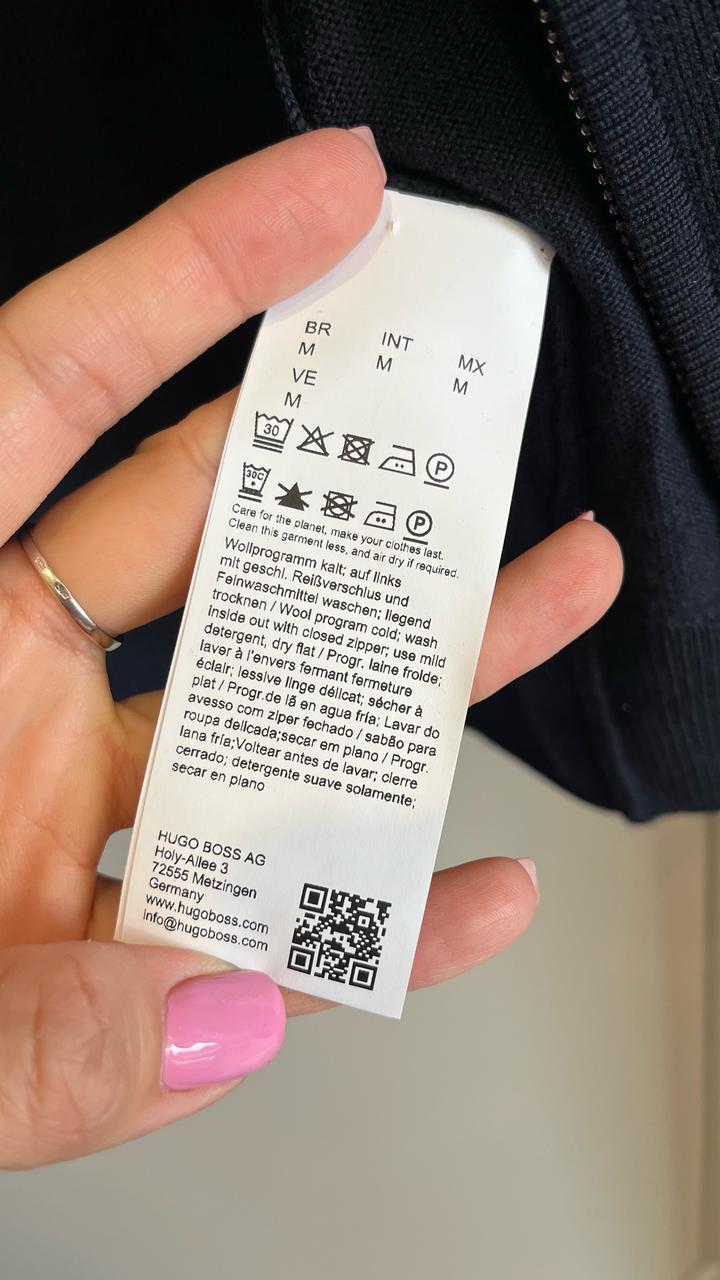 BR INT MX
M M M
VE
M
30 P
30C P
Care for the planet, make your clothes last.
Clean this garment less, and air dry if required.
Wollprogramm kalt; auf links
mit geschl. Reißverschlus und
Feinwaschmittel waschen; liegend
trocknen / Wool program cold; wash
inside out with closed zipper; use mild
detergent, dry flat / Progr. laine froide;
laver à l'envers fermant fermeture
éclair; lessive linge délicat; sécher à
plat / Progr.de lã en agua fría; Lavar do
avesso com ziper fechado / sabão para
roupa delicada;secar em plano / Progr.
lana fría;Voltear antes de lavar; cierre
cerrado; detergente suave solamente;
secar en plano
HUGO BOSS AG
Holy-Allee 3
72555 Metzingen
Germany
www.hugoboss.com
info@hugoboss.com